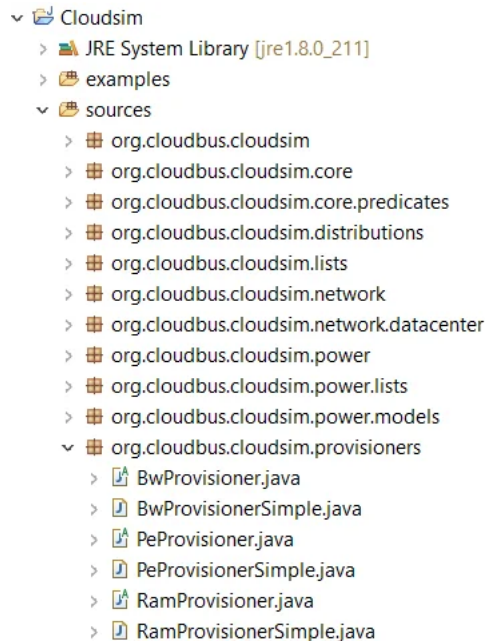 Cloudsim
JRE System Library [jre1.8.0_211]
examples
sources
org.cloudbus.cloudsim
org.cloudbus.cloudsim.core
org.cloudbus.cloudsim.core.predicates
org.cloudbus.cloudsim.distributions
org.cloudbus.cloudsim.lists
org.cloudbus.cloudsim.network
org.cloudbus.cloudsim.network.datacenter
org.cloudbus.cloudsim.power
org.cloudbus.cloudsim.power.lists
org.cloudbus.cloudsim.power.models
org.cloudbus.cloudsim.provisioners
BwProvisioner.java
BwProvisionerSimple.java
PeProvisioner.java
PeProvisionerSimple.java
RamProvisioner.java
RamProvisionerSimple.java